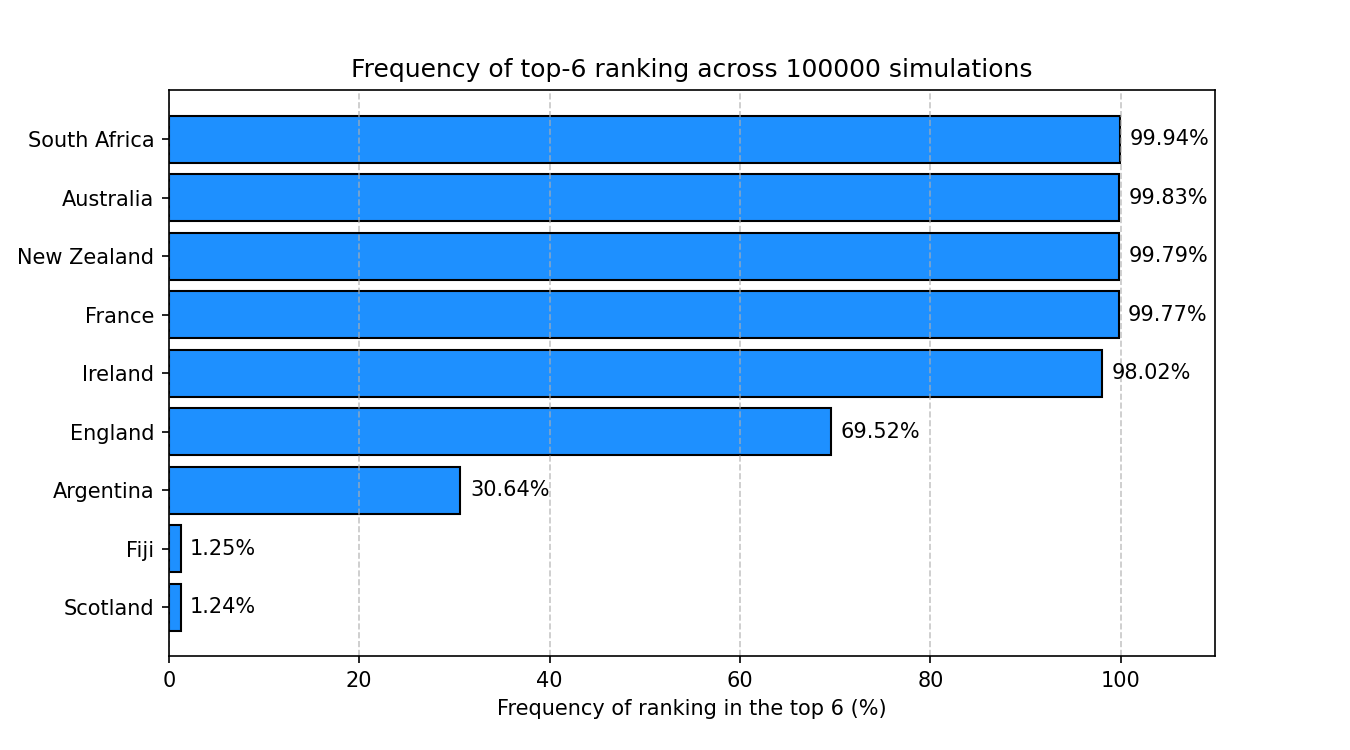 Frequency of top-6 ranking across 100000 simulations
South Africa 99.94%
Australia 99.83%
New Zealand 99.79%
France 99.77%
Ireland 98.02%
England 69.52%
Argentina 30.64%
Fiji 1.25%
Scotland 1.24%
0 20 40 60 80 100
Frequency of ranking in the top 6 (%)